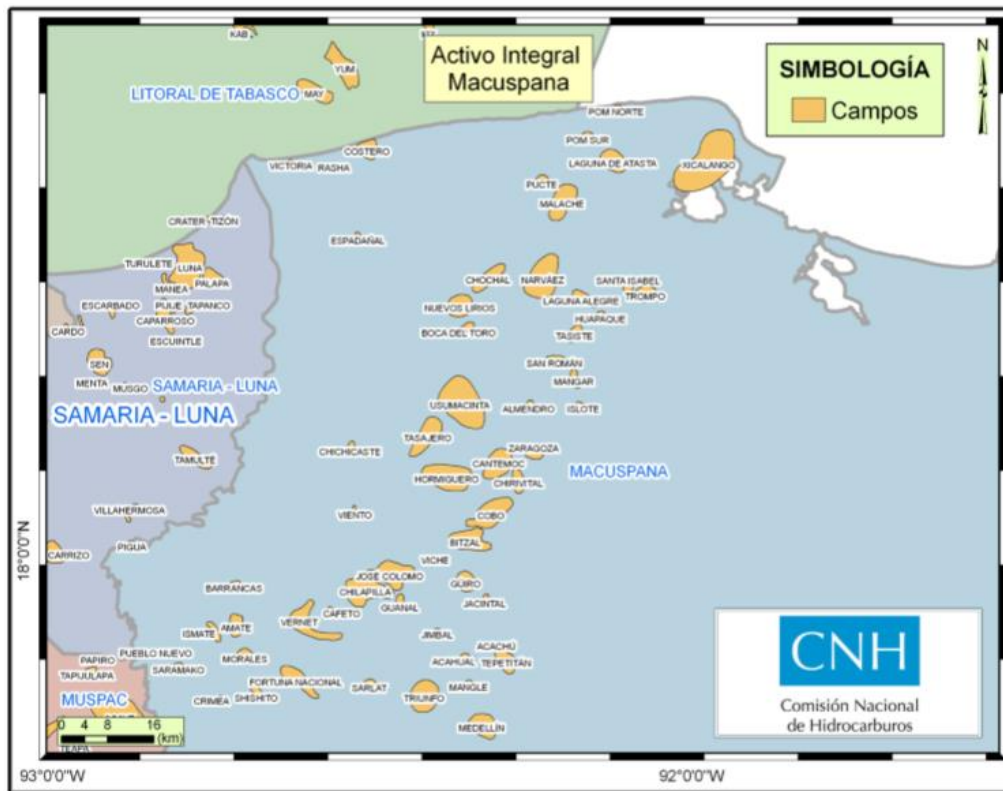 KAB
Activo Integral
Macuspana
N
SIMBOLOGÍA
Campos
YUM
LITORAL DE TABASCO
MAY
POM NORTE
POM SUR
COSTERO
VICTORIA
RASHA
LAGUNA DE ATASTA
XICALANGO
PUCTE
MALACHE
CRATER
TIZÓN
ESPADAÑAL
TURULETE
LUNA
CHOCHAL
NARVÁEZ
SANTA ISABEL
MANEA
PALAPA
LAGUNA ALEGRE
TROMPO
ESCARBADO
PIJIJE
TAPANCO
NUEVOS LIRIOS
HUAPAQUE
CARDO
CAPARROSO
BOCA DEL TORO
TASISTE
ESCUINTLE
SEN
SAN ROMÁN
MENTA
MUSGO
SAMARIA - LUNA
MANGAR
SAMARIA - LUNA
USUMACINTA
ALMENDRO
ISLOTE
TASAJERO
CHICHICASTE
ZARAGOZA
TAMULTE
CANTEMOC
MACUSPANA
HORMIGUERO
CHIRIVITAL
VILLAHERMOSA
VIENTO
COBO
PIGUA
BITZAL
CARRIZO
18°0'0"N
VICHE
JOSÉ COLOMO
BARRANCAS
CHILAPILLA
GÜIRO
CAFETO
GUANAL
JACINTAL
VERNET
ISMATE
AMATE
JIMBAL
PUEBLO NUEVO
ACACHÚ
PAPIRO
MORALES
ACAHUAL
TEPETITÁN
TAPIJULAPA
SARAMAKO
FORTUNA NACIONAL
SARLAT
MANGLE
MUSPAC
CRIMEA
SHISHITO
TRIUNFO
MEDELLÍN
0 4 8 16
(km)
TEAPA
CNH
Comisión Nacional
de Hidrocarburos
93°0'0"W
92°0'0"W